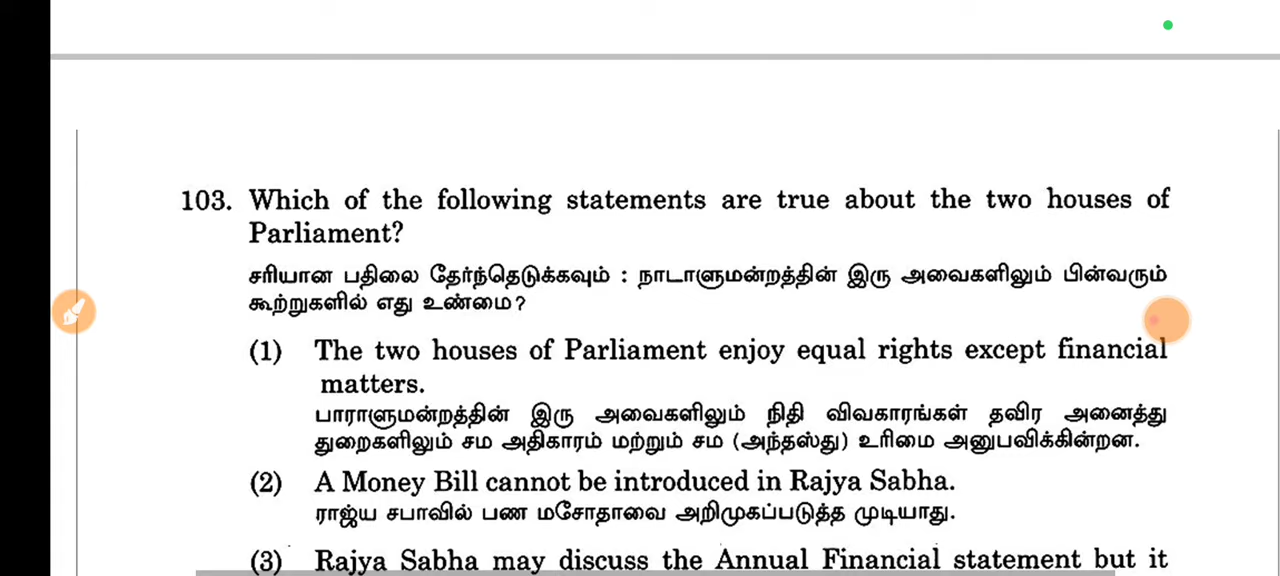 103. Which of the following statements are true about the two houses of
Parliament?
சரியான பதிலை தேர்ந்தெடுக்கவும் : நாடாளுமன்றத்தின் இரு அவைகளிலும் பின்வரும்
கூற்றுகளில் எது உண்மை?
(1) The two houses of Parliament enjoy equal rights except financial
matters.
பாராளுமன்றத்தின் இரு அவைகளிலும் நிதி விவகாரங்கள் தவிர அனைத்து
துறைகளிலும் சம அதிகாரம் மற்றும் சம (அந்தஸ்து) உரிமை அனுபவிக்கின்றன.
(2) A Money Bill cannot be introduced in Rajya Sabha.
ராஜ்ய சபாவில் பண மசோதாவை அறிமுகப்படுத்த முடியாது.
(3) Rajya Sabha may discuss the Annual Financial statement but it